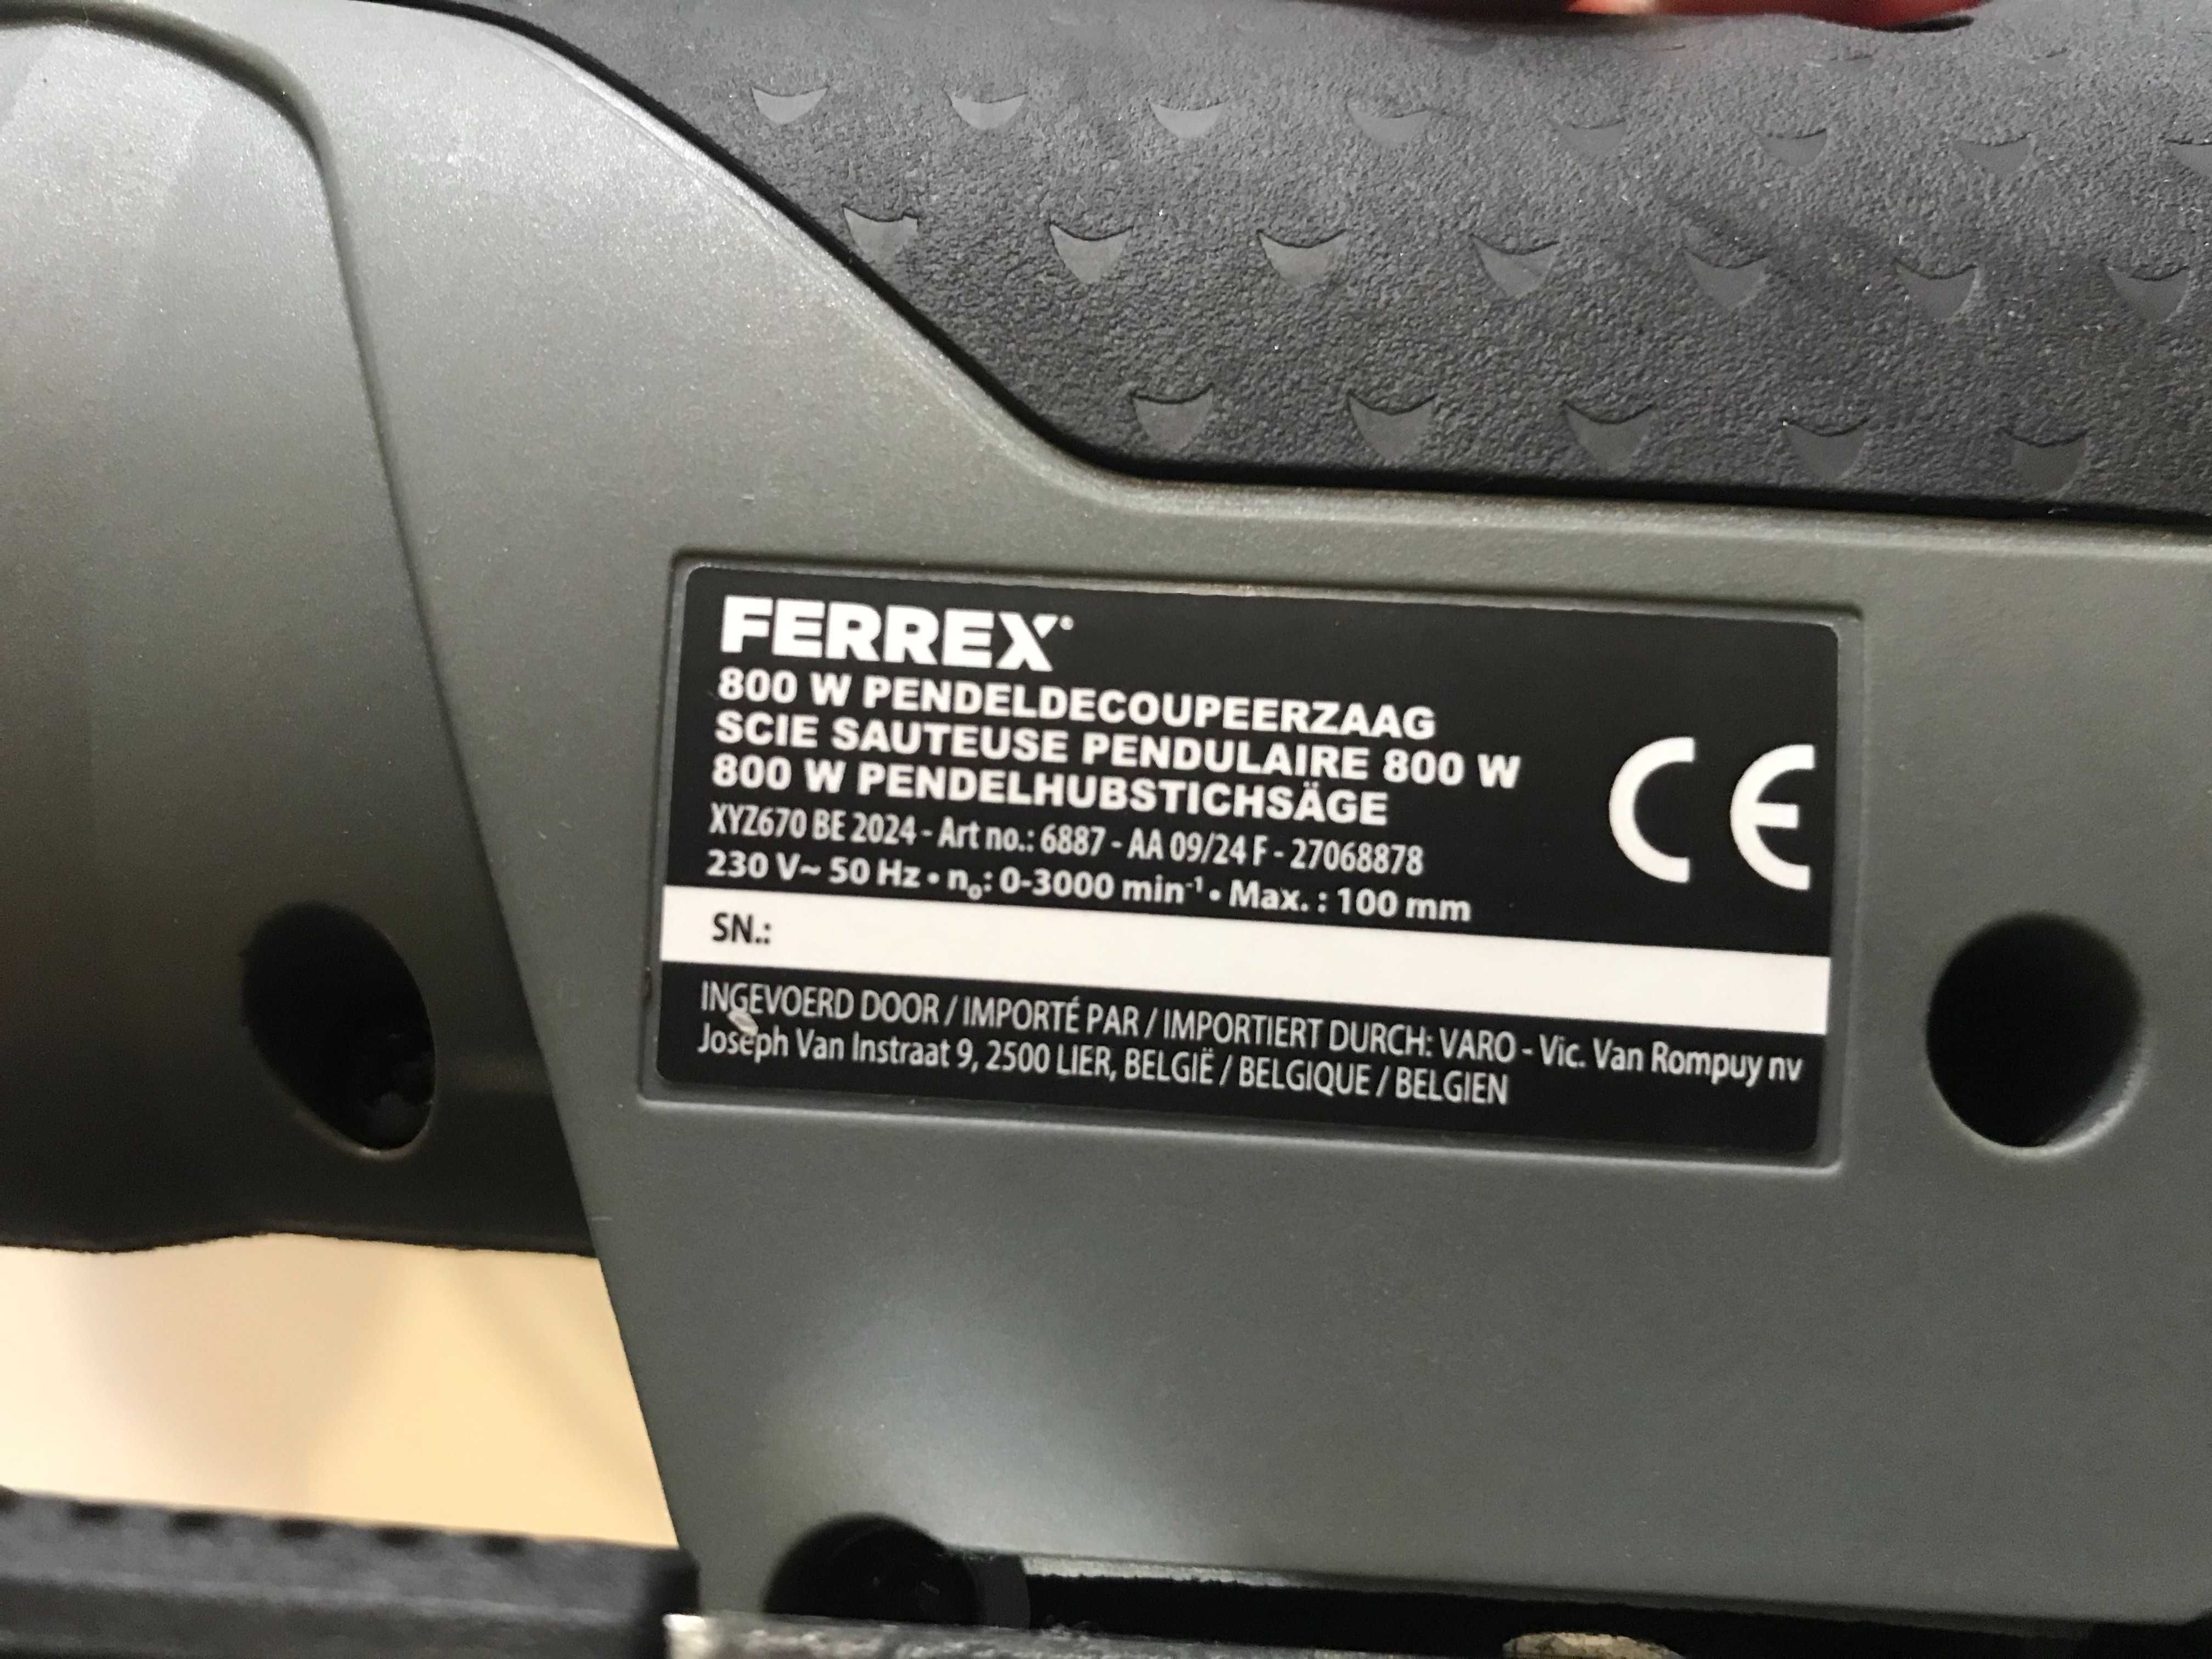 FERREX®
800 W PENDELDECOUPEERZAAG
SCIE SAUTEUSE PENDULAIRE 800 W
800 W PENDELHUBSTICHSÄGE
XYZ670 BE 2024 - Art no.: 6887 - AA 09/24 F - 27068878
230 V~ 50 Hz • n₀: 0-3000 min⁻¹ • Max. : 100 mm
CE
SN.:
INGEVOERD DOOR / IMPORTÉ PAR / IMPORTIERT DURCH: VARO - Vic. Van Rompuy nv
Joseph Van Instraat 9, 2500 LIER, BELGIË / BELGIQUE / BELGIEN